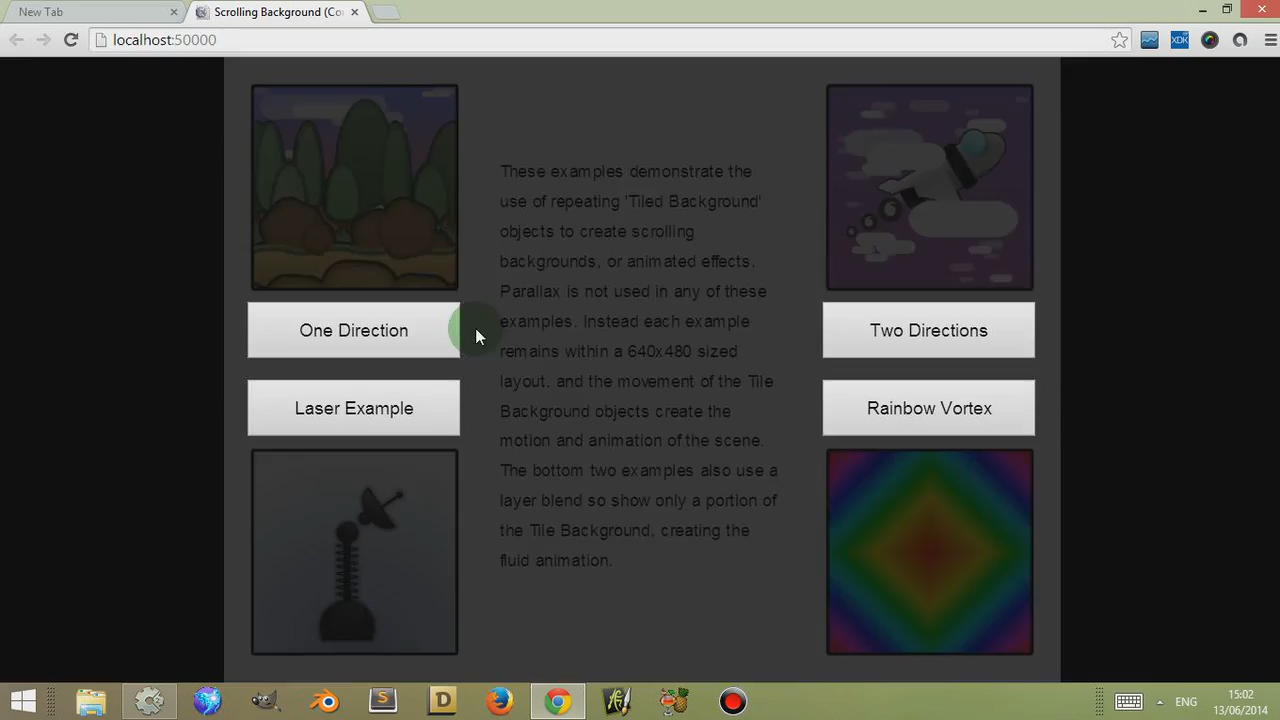 New Tab
Scrolling Background (Co
localhost:50000
XDK
These examples demonstrate the
use of repeating 'Tiled Background'
objects to create scrolling
backgrounds, or animated effects.
Parallax is not used in any of these
examples. Instead each example
remains within a 640x480 sized
layout, and the movement of the Tile
Background objects create the
motion and animation of the scene.
The bottom two examples also use a
layer blend so show only a portion of
the Tile Background, creating the
fluid animation.
One Direction
Laser Example
Two Directions
Rainbow Vortex
S
D
ENG
15:02
13/06/2014